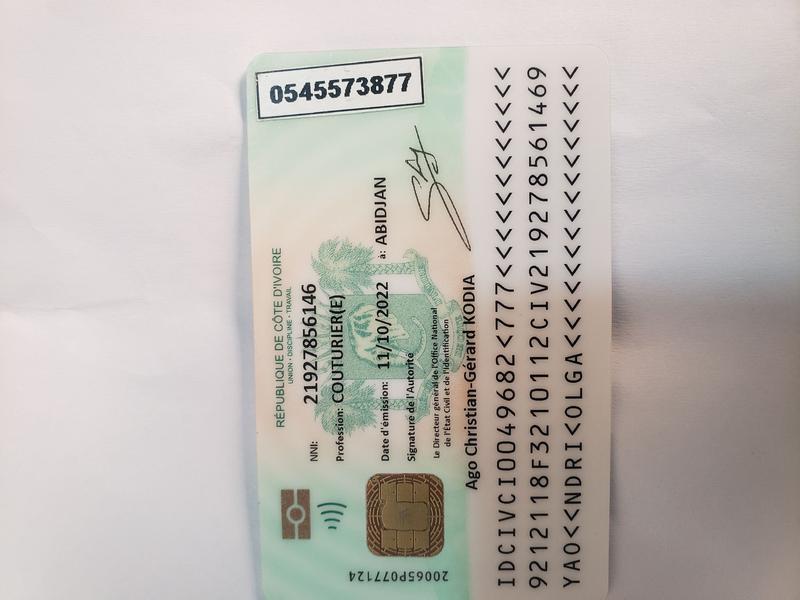 0545573877
RÉPUBLIQUE DE CÔTE D'IVOIRE
UNION - DISCIPLINE - TRAVAIL
NNI: 21927856146
Profession: COUTURIER(E)
Date d'émission: 11/10/2022 à: ABIDJAN
Signature de l'Autorité
Le Directeur général de l'Office National
de l'État Civil et de l'Identification
Ago Christian-Gérard KODIA
20065P077124
IDCIVCI0049682<777<<<<<<<<<<<<
9212118F3210112CIV219278561469
YAO<<NDRI<OLGA<<<<<<<<<<<<<<<<